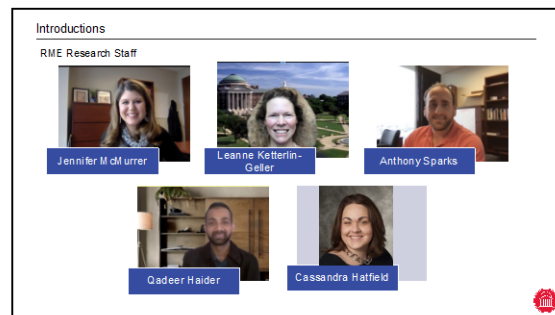 Introductions
RME Research Staff
Jennifer McMurrer
Leanne Ketterlin-
Geller
Anthony Sparks
Qadeer Haider
Cassandra Hatfield